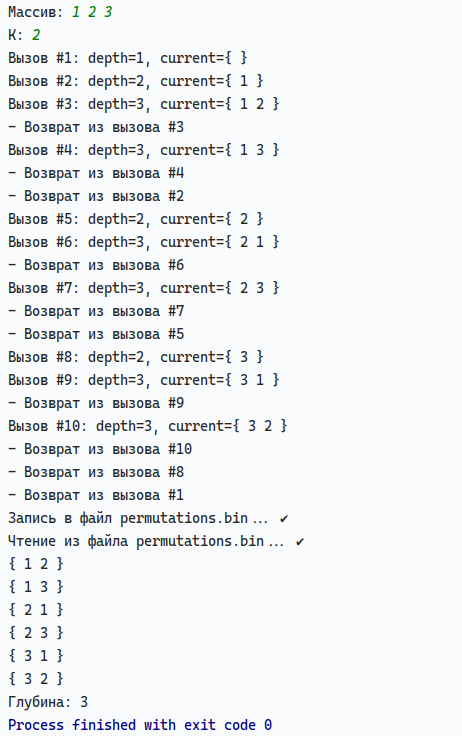 Массив: 1 2 3
К: 2
Вызов #1: depth=1, current={ }
Вызов #2: depth=2, current={ 1 }
Вызов #3: depth=3, current={ 1 2 }
− Возврат из вызова #3
Вызов #4: depth=3, current={ 1 3 }
− Возврат из вызова #4
− Возврат из вызова #2
Вызов #5: depth=2, current={ 2 }
Вызов #6: depth=3, current={ 2 1 }
− Возврат из вызова #6
Вызов #7: depth=3, current={ 2 3 }
− Возврат из вызова #7
− Возврат из вызова #5
Вызов #8: depth=2, current={ 3 }
Вызов #9: depth=3, current={ 3 1 }
− Возврат из вызова #9
Вызов #10: depth=3, current={ 3 2 }
− Возврат из вызова #10
− Возврат из вызова #8
− Возврат из вызова #1
Запись в файл permutations.bin... ✔
Чтение из файла permutations.bin... ✔
{ 1 2 }
{ 1 3 }
{ 2 1 }
{ 2 3 }
{ 3 1 }
{ 3 2 }
Глубина: 3
Process finished with exit code 0